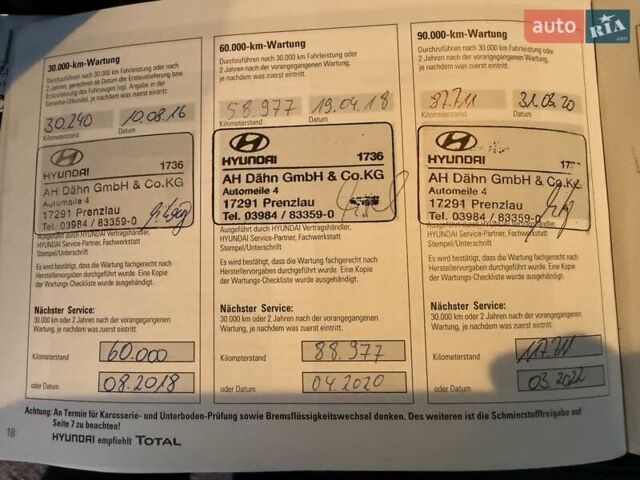 auto RIA.com
30.000-km-Wartung
Durchzuführen nach 30.000 km Fahrleistung oder nach
2 Jahren, gerechnet ab Datum der Erstauslieferung bzw.
Erstzulassung des Fahrzeuges (vgl. Angabe in der
Garantie-Urkunde), je nachdem was zuerst eintritt.
30.240 10.08.16
Kilometerstand Datum
HYUNDAI 1736
AH Dähn GmbH & Co.KG
Automeile 4
17291 Prenzlau
Tel. 03984 / 83359-0
Ausgeführt durch HYUNDAI Vertragshändler,
HYUNDAI Service-Partner, Fachwerkstatt
Stempel/Unterschrift
Es wird bestätigt, dass die Wartung fachgerecht nach
Herstellervorgaben durchgeführt wurde. Eine Kopie
der Wartungs-Checkliste wurde ausgehändigt.
Nächster Service:
30.000 km oder 2 Jahre nach der vorangegangenen
Wartung, je nachdem was zuerst eintritt.
Kilometerstand 60.000
oder Datum 08.2018
60.000-km-Wartung
Durchzuführen nach 30.000 km Fahrleistung oder
2 Jahren nach der vorangegangenen Wartung,
je nachdem was zuerst eintritt.
58.977 19.04.18
Kilometerstand Datum
HYUNDAI 1736
AH Dähn GmbH & Co.KG
Automeile 4
17291 Prenzlau
Tel. 03984 / 83359-0
Ausgeführt durch HYUNDAI Vertragshändler,
HYUNDAI Service-Partner, Fachwerkstatt
Stempel/Unterschrift
Es wird bestätigt, dass die Wartung fachgerecht nach
Herstellervorgaben durchgeführt wurde. Eine Kopie
der Wartungs-Checkliste wurde ausgehändigt.
Nächster Service:
30.000 km oder 2 Jahre nach der vorangegangenen
Wartung, je nachdem was zuerst eintritt.
Kilometerstand 88.977
oder Datum 04.2020
90.000-km-Wartung
Durchzuführen nach 30.000 km Fahrleistung oder
2 Jahren nach der vorangegangenen Wartung,
je nachdem was zuerst eintritt.
87.711 31.03.20
Kilometerstand Datum
HYUNDAI
AH Dähn GmbH & Co.KG
Automeile 4
17291 Prenzlau
Tel. 03984 / 83359-0
HYUNDAI Service-Partner, Fachwerkstatt
Stempel/Unterschrift
Es wird bestätigt, dass die Wartung fachgerecht nach
Herstellervorgaben durchgeführt wurde. Eine Kopie
der Wartungs-Checkliste wurde ausgehändigt.
Nächster Service:
30.000 km oder 2 Jahre nach der vorangegangenen
Wartung, je nachdem was zuerst eintritt.
Kilometerstand 117.711
oder Datum 03.2022
Achtung: An Termin für Karosserie- und Unterboden-Prüfung sowie Bremsflüssigkeitswechsel denken. Des weiteren ist die Schmierstofffreigabe auf
Seite 7 zu beachten!
HYUNDAI empfiehlt TOTAL